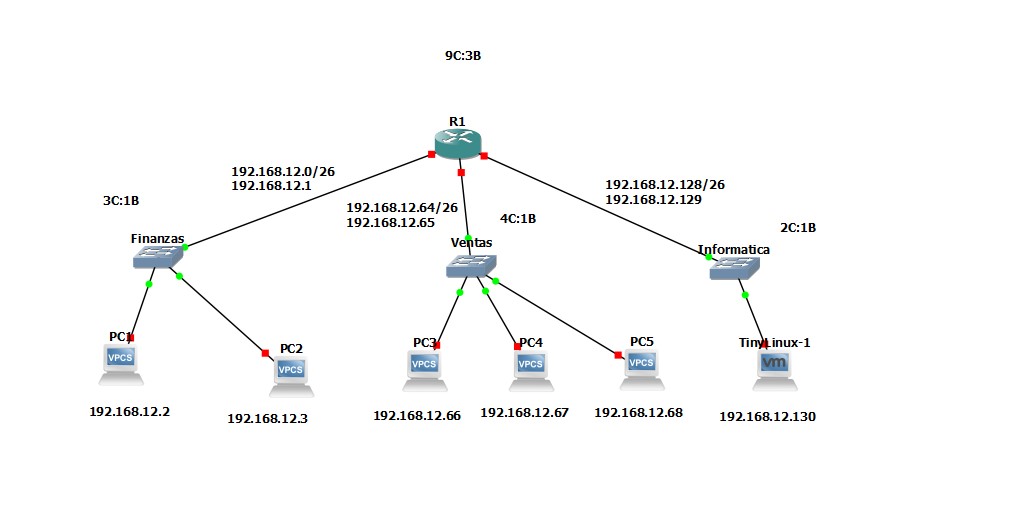 9C:3B
R1
192.168.12.0/26
192.168.12.1
192.168.12.64/26
192.168.12.65
192.168.12.128/26
192.168.12.129
3C:1B
4C:1B
2C:1B
Finanzas
Ventas
Informatica
PC1
VPCS
PC2
VPCS
PC3
VPCS
PC4
VPCS
PC5
VPCS
TinyLinux-1
vm
192.168.12.2
192.168.12.3
192.168.12.66
192.168.12.67
192.168.12.68
192.168.12.130